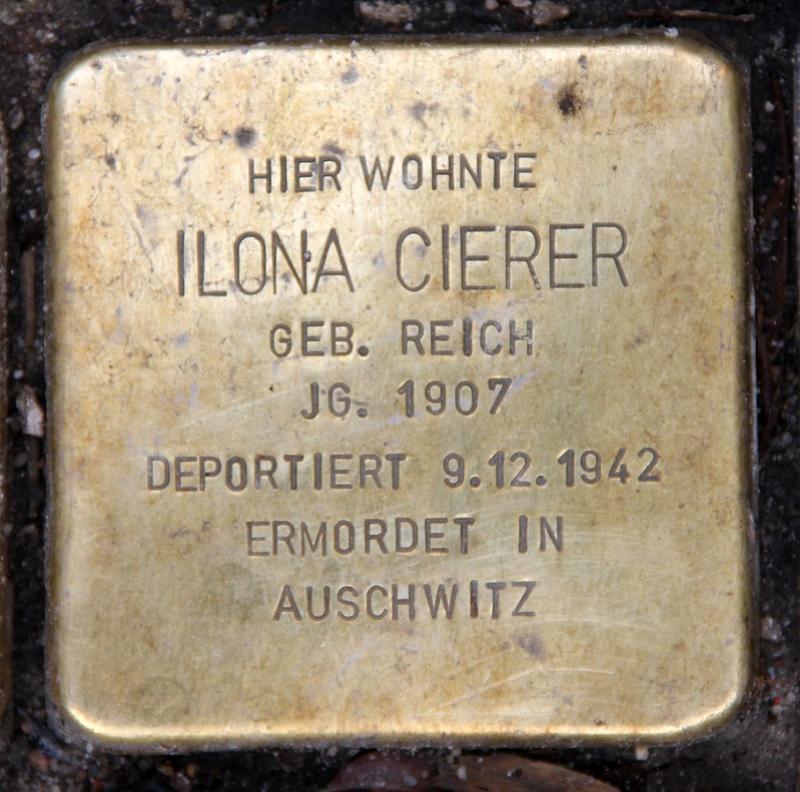 HIER WOHNTE
ILONA CIERER
GEB. REICH
JG. 1907
DEPORTIERT 9.12.1942
ERMORDET IN
AUSCHWITZ